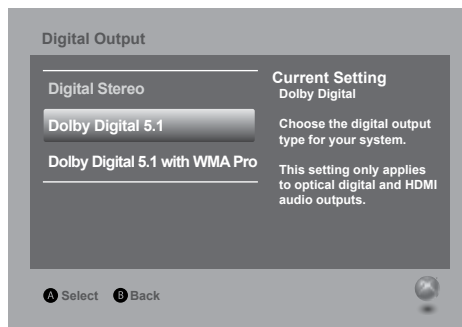 Digital Output
Digital Stereo
Dolby Digital 5.1
Dolby Digital 5.1 with WMA Pro
Current Setting
Dolby Digital
Choose the digital output
type for your system.
This setting only applies
to optical digital and HDMI
audio outputs.
A Select B Back